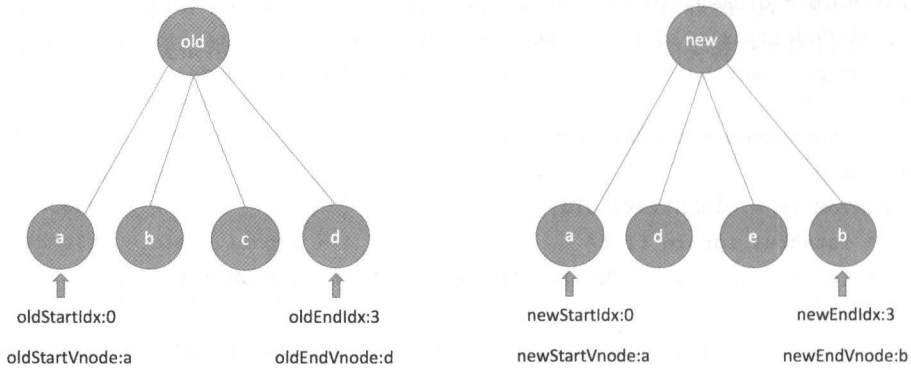 old
new
a
b
c
d
a
d
e
b
oldStartIdx:0
oldEndIdx:3
newStartIdx:0
newEndIdx:3
oldStartVnode:a
oldEndVnode:d
newStartVnode:a
newEndVnode:b